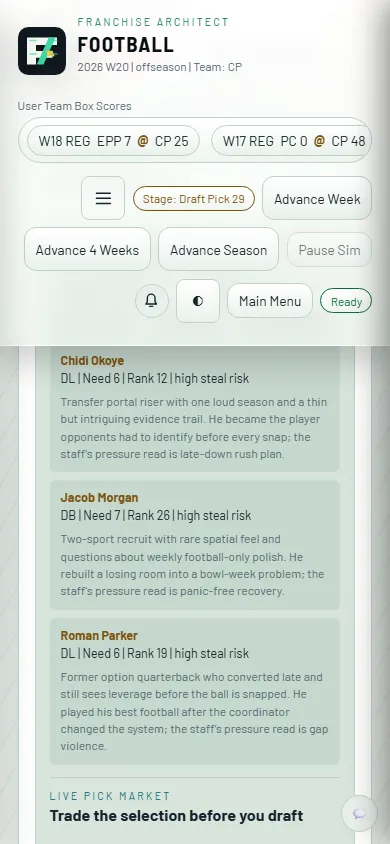 FRANCHISE ARCHITECT
FOOTBALL
2026 W20 | offseason | Team: CP
User Team Box Scores
W18 REG EPP 7 @ CP 25
W17 REG PC 0 @ CP 48
Stage: Draft Pick 29
Advance Week
Advance 4 Weeks
Advance Season
Pause Sim
Main Menu
Ready
Chidi Okoye
DL | Need 6 | Rank 12 | high steal risk
Transfer portal riser with one loud season and a thin
but intriguing evidence trail. He became the player
opponents had to identify before every snap; the
staff's pressure read is late-down rush plan.
Jacob Morgan
DB | Need 7 | Rank 26 | high steal risk
Two-sport recruit with rare spatial feel and
questions about weekly football-only polish. He
rebuilt a losing room into a bowl-week problem; the
staff's pressure read is panic-free recovery.
Roman Parker
DL | Need 6 | Rank 19 | high steal risk
Former option quarterback who converted late and
still sees leverage before the ball is snapped. He
played his best football after the coordinator
changed the system; the staff's pressure read is gap
violence.
LIVE PICK MARKET
Trade the selection before you draft